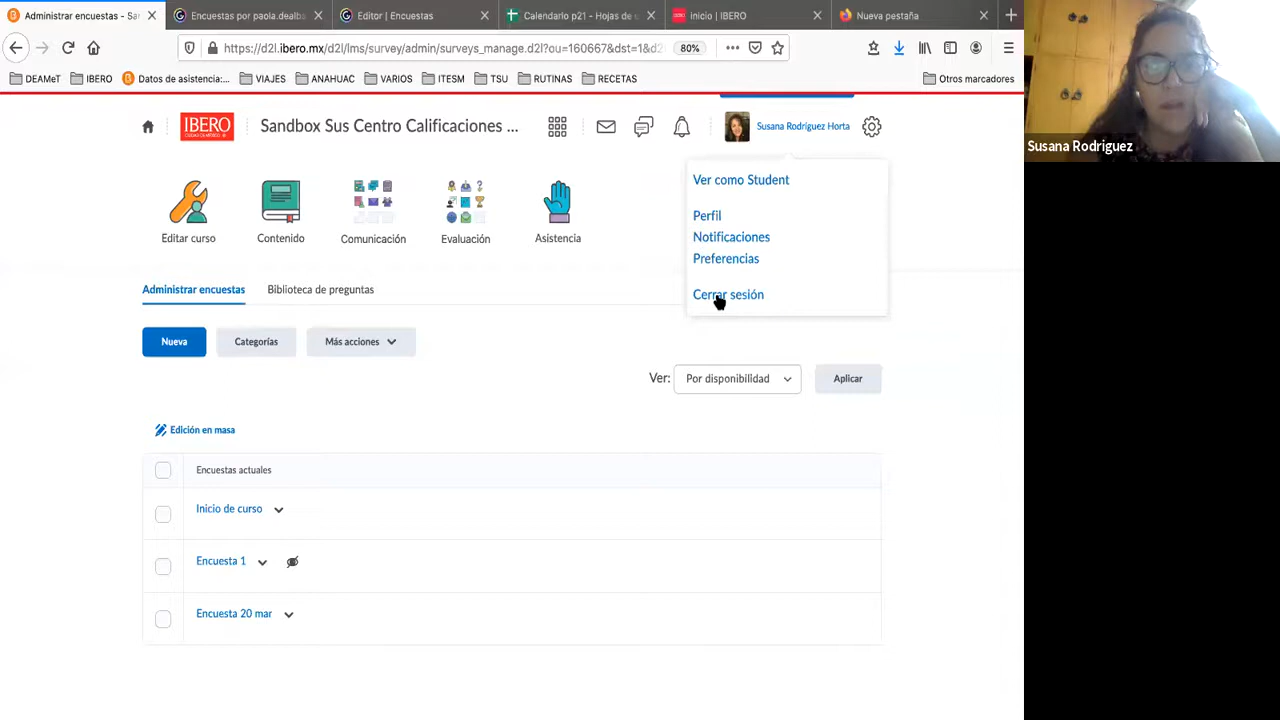 Administrar encuestas - Sa
Encuestas por paola.dealba
Editor | Encuestas
Calendario p21 - Hojas de
inicio | IBERO
Nueva pestaña
https://d2l.ibero.mx/d2l/lms/survey/admin/surveys_manage.d2l?ou=160667&dst=1&d2
80%
DEAMeT
IBERO
Datos de asistencia:...
VIAJES
ANAHUAC
VARIOS
ITESM
TSU
RUTINAS
RECETAS
Otros marcadores
IBERO
CIUDAD DE MÉXICO
Sandbox Sus Centro Calificaciones ...
Susana Rodríguez Horta
Susana Rodriguez
Ver como Student
Perfil
Notificaciones
Preferencias
Cerrar sesión
Editar curso
Contenido
Comunicación
Evaluación
Asistencia
Administrar encuestas
Biblioteca de preguntas
Nueva
Categorías
Más acciones
Ver:
Por disponibilidad
Aplicar
Edición en masa
Encuestas actuales
Inicio de curso
Encuesta 1
Encuesta 20 mar